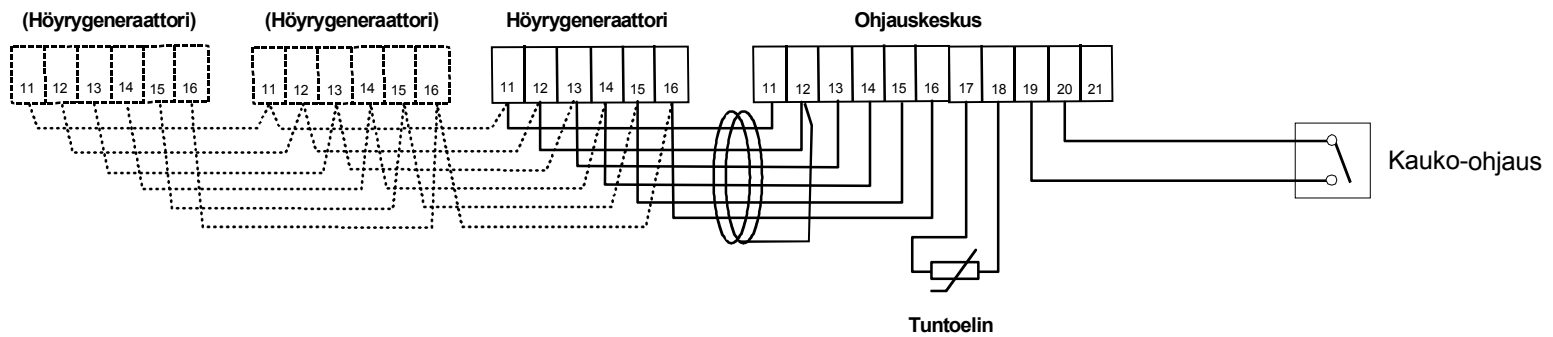 (Höyrygeneraattori) (Höyrygeneraattori) Höyrygeneraattori Ohjauskeskus
11 12 13 14 15 16 11 12 13 14 15 16 11 12 13 14 15 16 11 12 13 14 15 16 17 18 19 20 21
Kauko-ohjaus
Tuntoelin